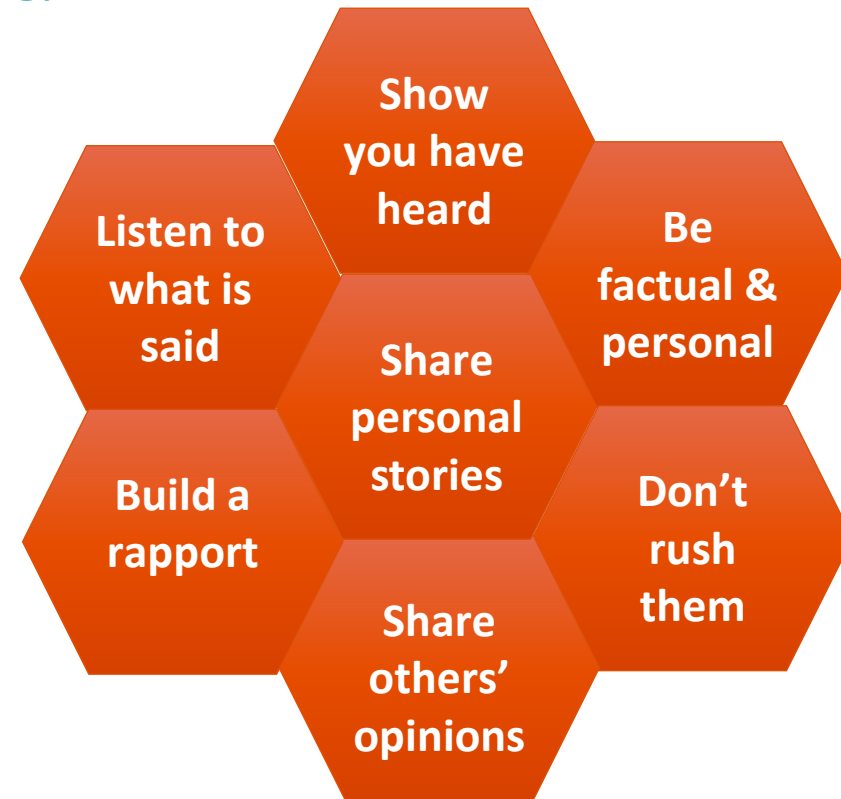 Show
you have
heard
Listen to
what is
said
Be
factual &
personal
Share
personal
stories
Build a
rapport
Don’t
rush
them
Share
others’
opinions